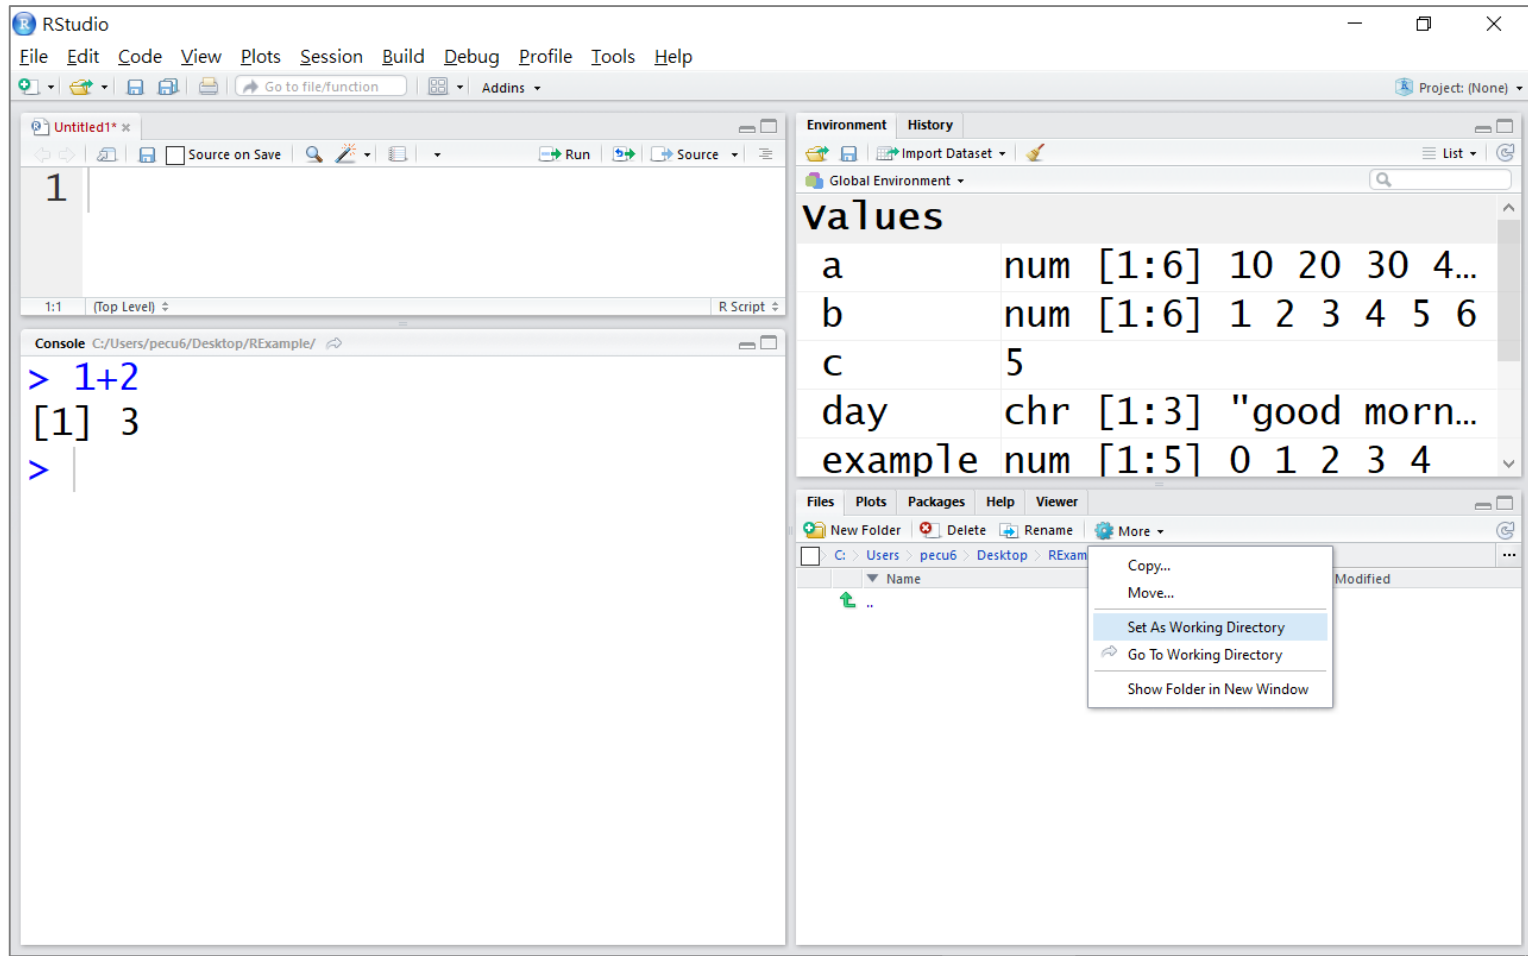 RStudio
File Edit Code View Plots Session Build Debug Profile Tools Help
Go to file/function Addins Project: (None)
Untitled1*
Source on Save Run Source
1
1:1 (Top Level) R Script
Console C:/Users/pecu6/Desktop/RExample/
> 1+2
[1] 3
>
Environment History
Import Dataset List
Global Environment
Values
a num [1:6] 10 20 30 4…
b num [1:6] 1 2 3 4 5 6
c 5
day chr [1:3] "good morn…
example num [1:5] 0 1 2 3 4
Files Plots Packages Help Viewer
New Folder Delete Rename More
C: Users pecu6 Desktop RExam
Name Modified
..
Copy...
Move...
Set As Working Directory
Go To Working Directory
Show Folder in New Window